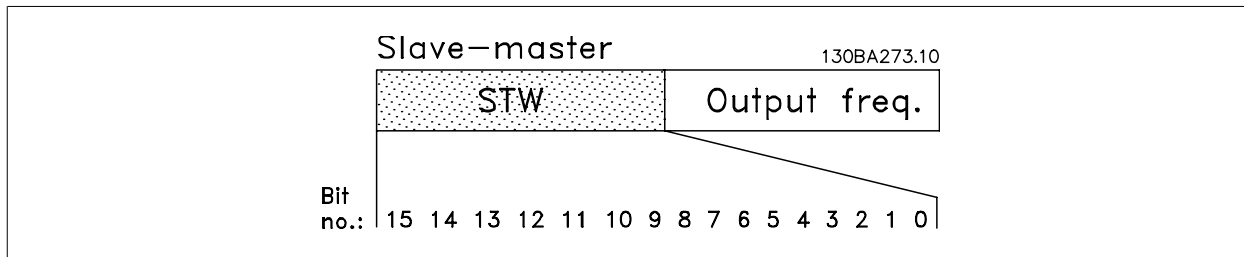 Slave-master
130BA273.10
STW
Output freq.
Bit
no.: 15 14 13 12 11 10 9 8 7 6 5 4 3 2 1 0